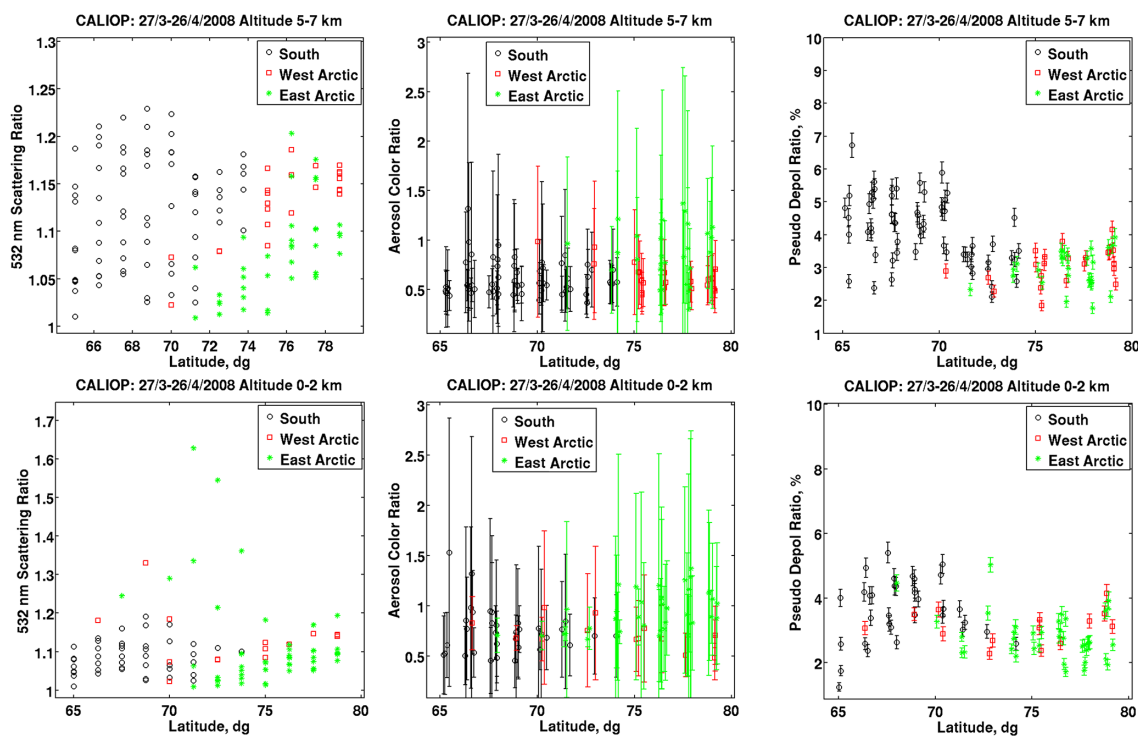 CALIOP: 27/3-26/4/2008 Altitude 5-7 km
1.3
1.25
1.2
1.15
1.1
1.05
1
532 nm Scattering Ratio
South
West Arctic
East Arctic
66 68 70 72 74 76 78
Latitude, dg
CALIOP: 27/3-26/4/2008 Altitude 5-7 km
3
2.5
2
1.5
1
0.5
Aerosol Color Ratio
South
West Arctic
East Arctic
65 70 75 80
Latitude, dg
CALIOP: 27/3-26/4/2008 Altitude 5-7 km
10
9
8
7
6
5
4
3
2
1
Pseudo Depol Ratio, %
South
West Arctic
East Arctic
65 70 75 80
Latitude, dg
CALIOP: 27/3-26/4/2008 Altitude 0-2 km
1.7
1.6
1.5
1.4
1.3
1.2
1.1
1
532 nm Scattering Ratio
South
West Arctic
East Arctic
65 70 75 80
Latitude, dg
CALIOP: 27/3-26/4/2008 Altitude 0-2 km
3
2.5
2
1.5
1
0.5
Aerosol Color Ratio
South
West Arctic
East Arctic
65 70 75 80
Latitude, dg
CALIOP: 27/3-26/4/2008 Altitude 0-2 km
10
8
6
4
2
Pseudo Depol Ratio, %
South
West Arctic
East Arctic
65 70 75 80
Latitude, dg